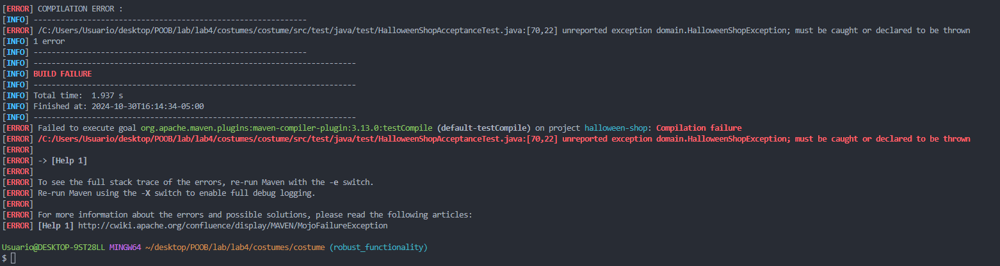 [ERROR] COMPILATION ERROR :
[INFO] -------------------------------------------------------------
[ERROR] /C:/Users/Usuario/desktop/POOB/lab/lab4/costumes/costume/src/test/java/test/HalloweenShopAcceptanceTest.java:[70,22] unreported exception domain.HalloweenShopException; must be caught or declared to be thrown
[INFO] 1 error
[INFO] -------------------------------------------------------------
[INFO] ------------------------------------------------------------------------
[INFO] BUILD FAILURE
[INFO] ------------------------------------------------------------------------
[INFO] Total time:  1.937 s
[INFO] Finished at: 2024-10-30T16:14:34-05:00
[INFO] ------------------------------------------------------------------------
[ERROR] Failed to execute goal org.apache.maven.plugins:maven-compiler-plugin:3.13.0:testCompile (default-testCompile) on project halloween-shop: Compilation failure
[ERROR] /C:/Users/Usuario/desktop/POOB/lab/lab4/costumes/costume/src/test/java/test/HalloweenShopAcceptanceTest.java:[70,22] unreported exception domain.HalloweenShopException; must be caught or declared to be thrown
[ERROR]
[ERROR] -> [Help 1]
[ERROR]
[ERROR] To see the full stack trace of the errors, re-run Maven with the -e switch.
[ERROR] Re-run Maven using the -X switch to enable full debug logging.
[ERROR]
[ERROR] For more information about the errors and possible solutions, please read the following articles:
[ERROR] [Help 1] http://cwiki.apache.org/confluence/display/MAVEN/MojoFailureException
Usuario@DESKTOP-9ST28LL MINGW64 ~/desktop/POOB/lab/lab4/costumes/costume (robust_functionality)
$